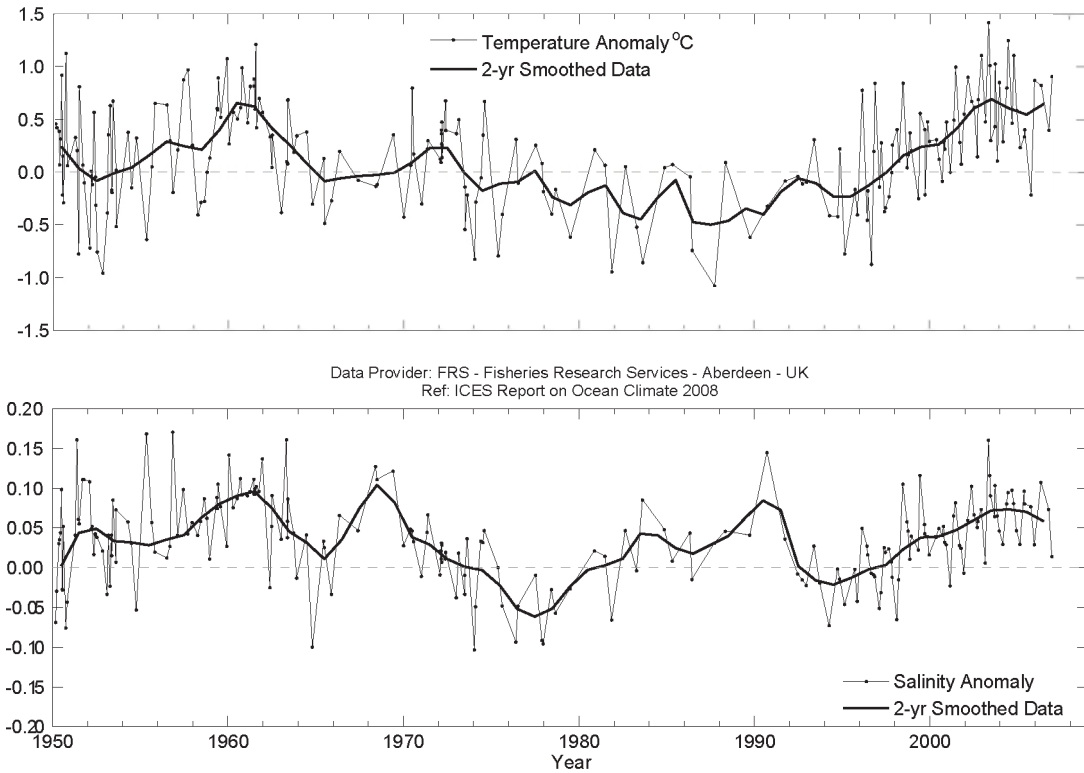 1.5
1.0
0.5
0.0
-0.5
-1.0
-1.5
Temperature Anomaly °C
2-yr Smoothed Data
Data Provider: FRS - Fisheries Research Services - Aberdeen - UK
Ref: ICES Report on Ocean Climate 2008
0.20
0.15
0.10
0.05
0.00
-0.05
-0.10
-0.15
-0.20
Salinity Anomaly
2-yr Smoothed Data
1950 1960 1970 1980 1990 2000
Year